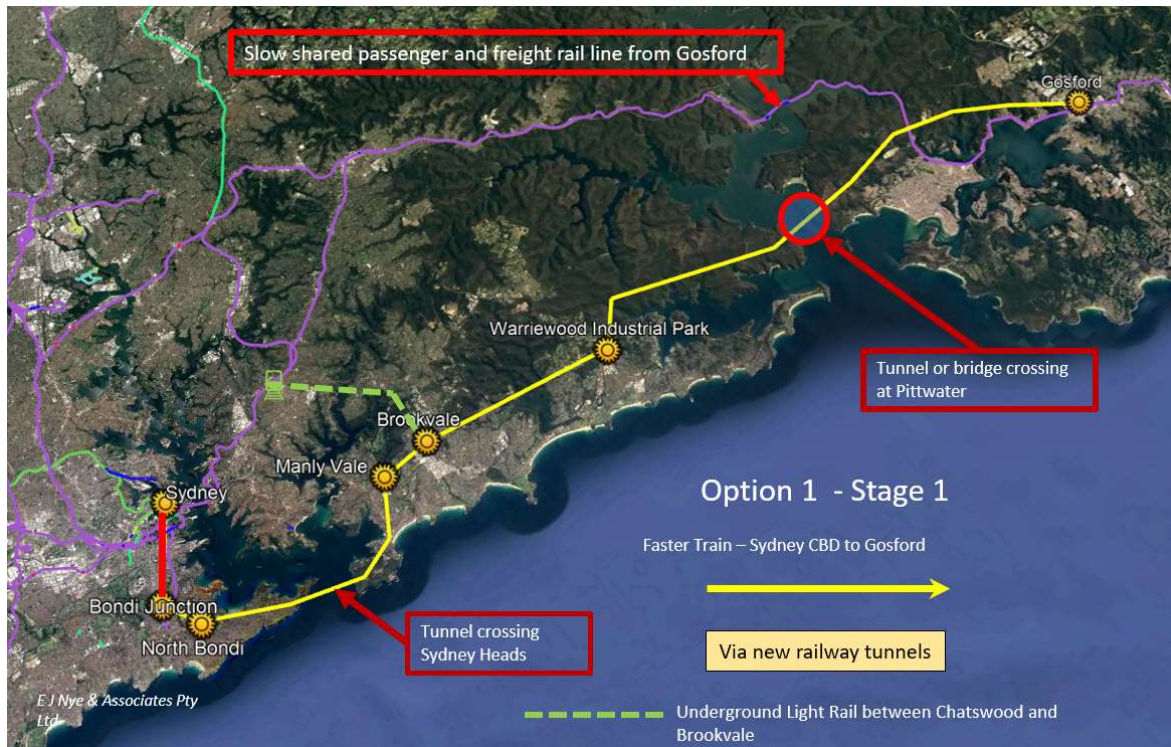 Slow shared passenger and freight rail line from Gosford
Gosford
Warriewood Industrial Park
Tunnel or bridge crossing
at Pittwater
Brookvale
Manly Vale
Sydney
Option 1 - Stage 1
Faster Train – Sydney CBD to Gosford
Bondi Junction
North Bondi
Tunnel crossing
Sydney Heads
Via new railway tunnels
E J Nye & Associates Pty
Ltd
Underground Light Rail between Chatswood and
Brookvale